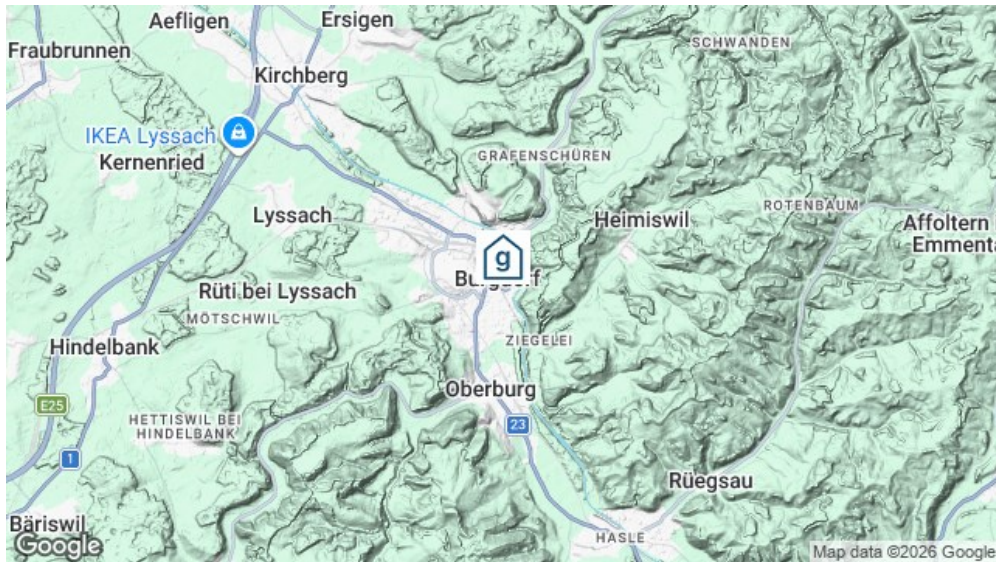 Aefligen
Ersigen
Fraubrunnen
SCHWANDEN
Kirchberg
IKEA Lyssach
Kernenried
GRAFENSCHÜREN
Lyssach
Heimiswil
ROTENBAUM
Affoltern
Emmenta
g
Burgdorf
Rüti bei Lyssach
MÖTSCHWIL
Hindelbank
ZIEGELEI
Oberburg
E25
HETTISWIL BEI
HINDELBANK
23
1
Rüegsau
Bäriswil
HASLE
Google
Map data ©2026 Google